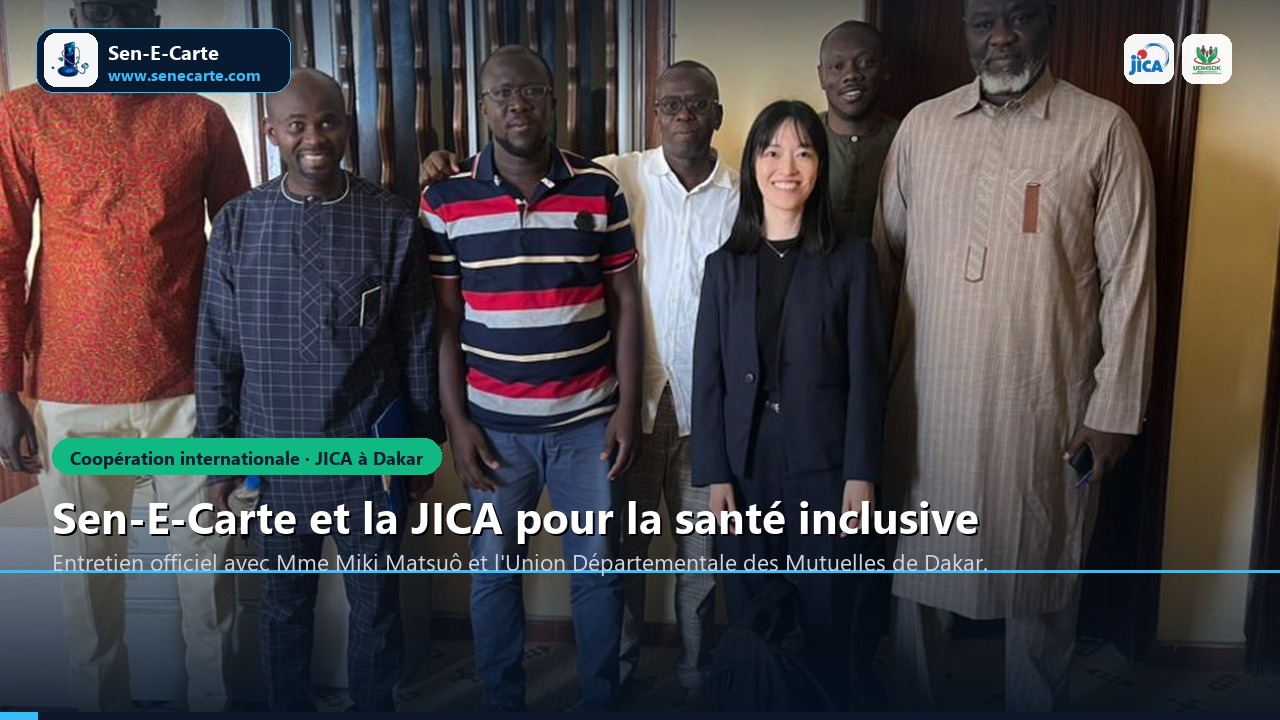 Sen-E-Carte
www.senecarte.com
jICA
UDMSDK
Coopération internationale · JICA à Dakar
Sen-E-Carte et la JICA pour la santé inclusive
Entretien officiel avec Mme Miki Matsuô et l'Union Départementale des Mutuelles de Dakar.